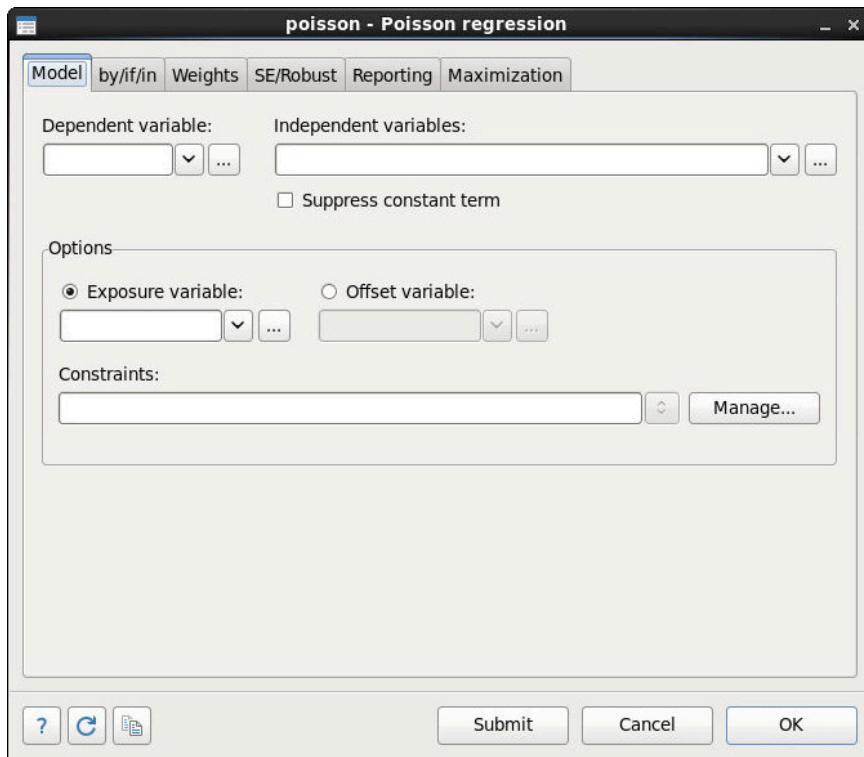 poisson - Poisson regression
Model by/if/in Weights SE/Robust Reporting Maximization
Dependent variable: Independent variables:
... ...
Suppress constant term
Options
Exposure variable: Offset variable:
... ...
Constraints:
Manage...
? Submit Cancel OK